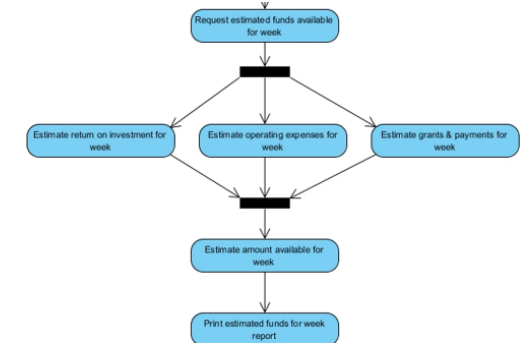 Request estimated funds available
for week
Estimate return on investment for
week
Estimate operating expenses for
week
Estimate grants & payments for
week
Estimate amount available for
week
Print estimated funds for week
report